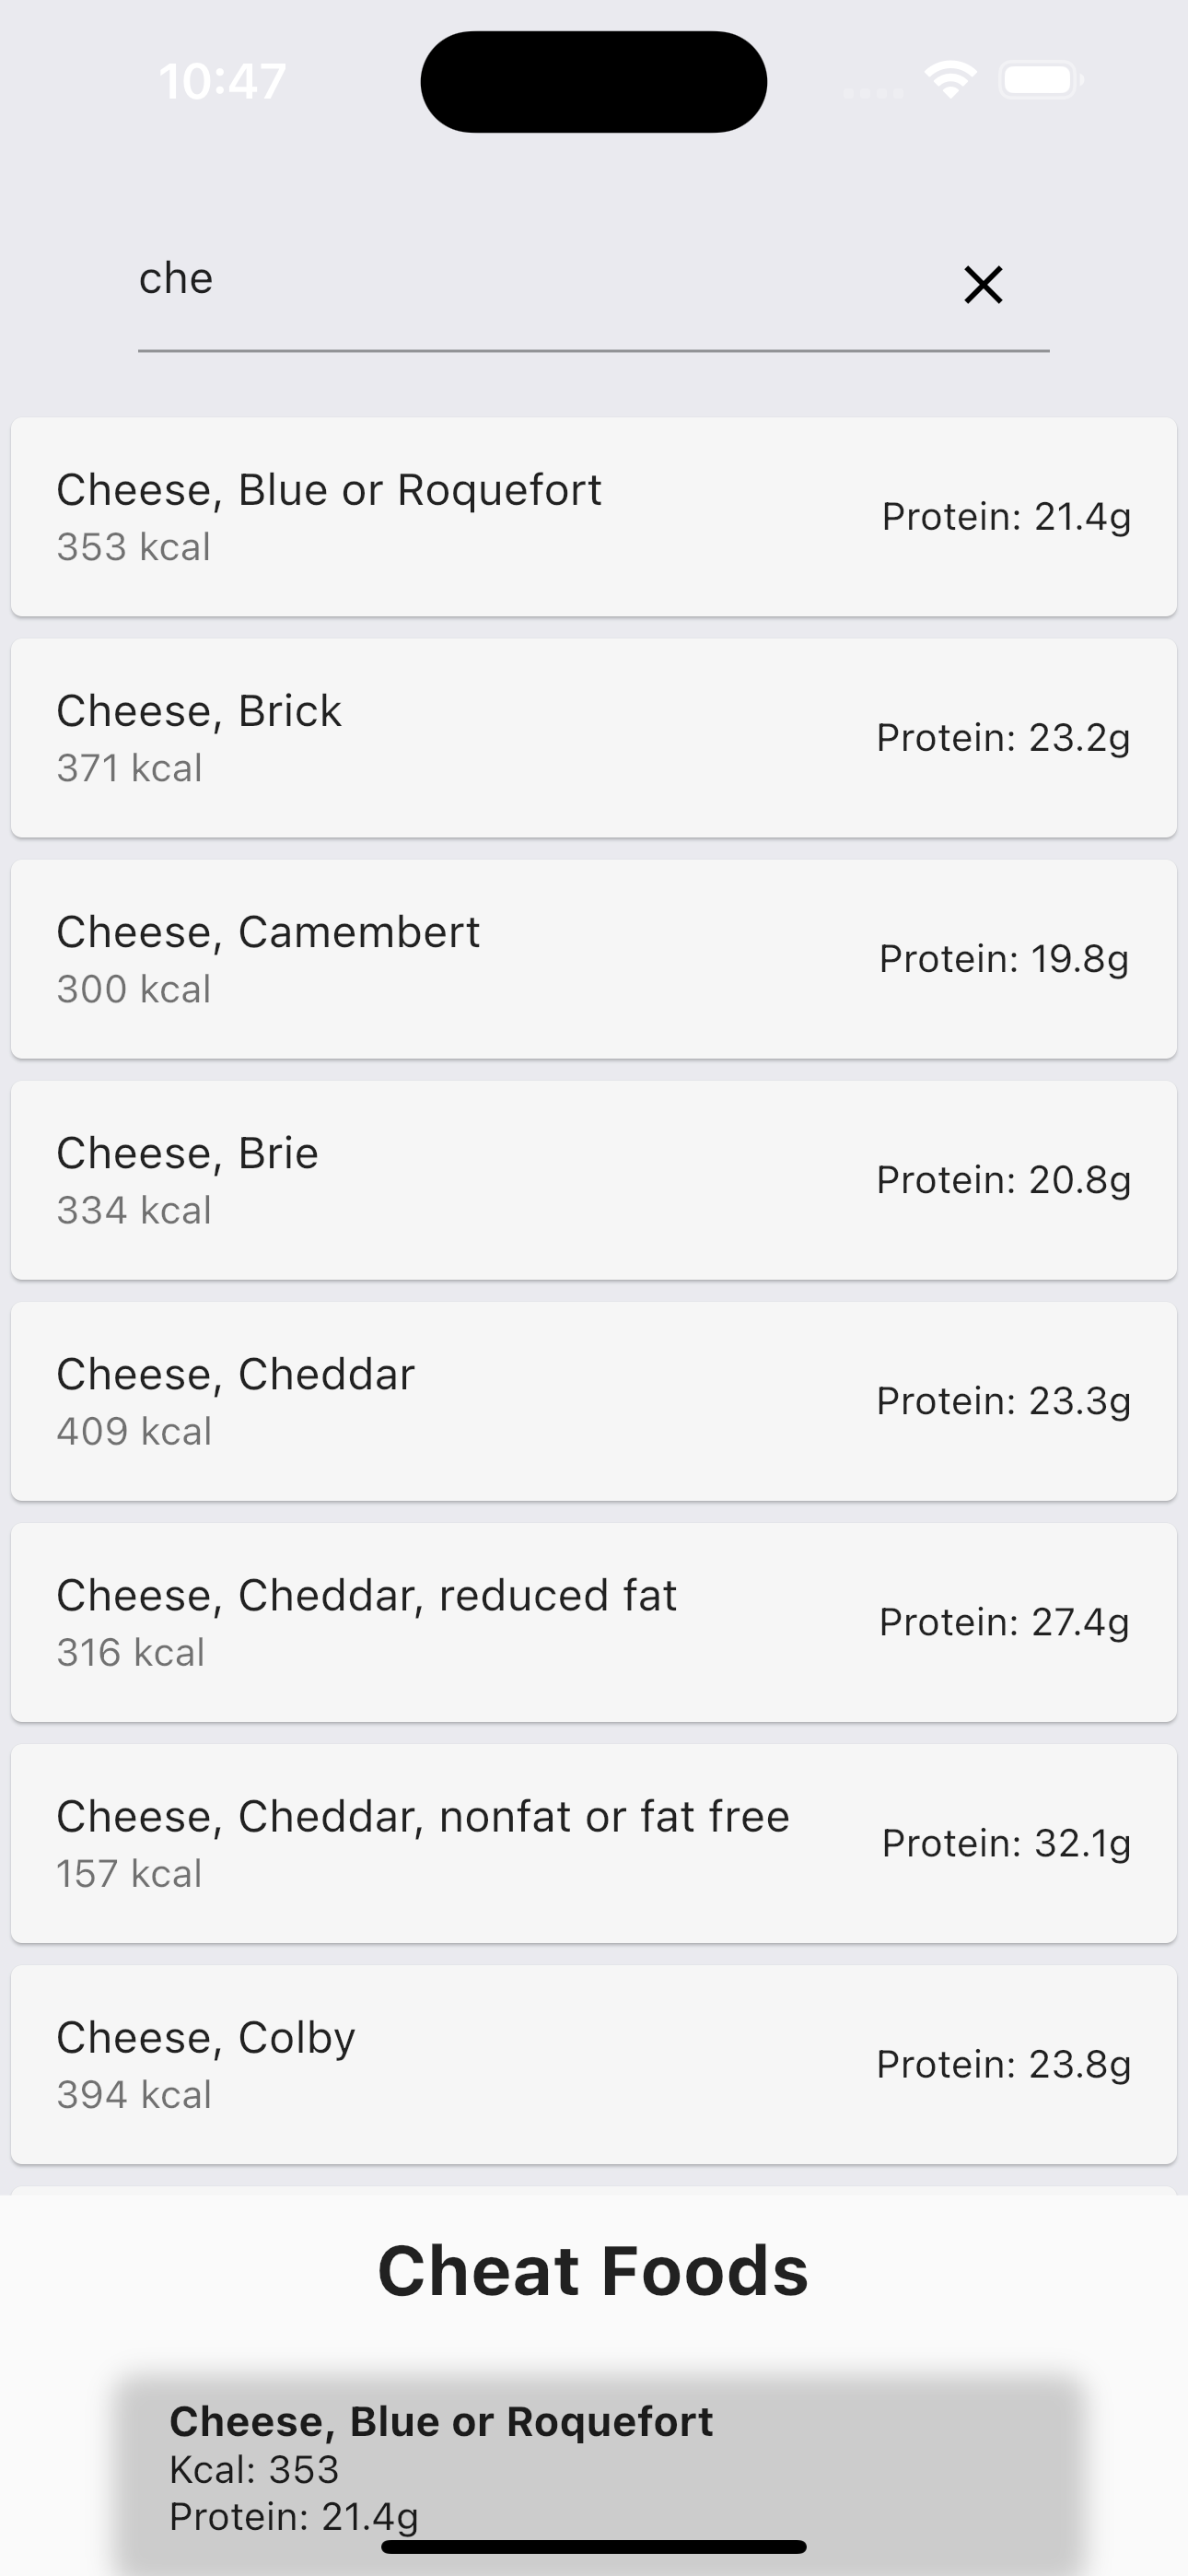 10:47
che
Cheese, Blue or Roquefort
353 kcal
Protein: 21.4g
Cheese, Brick
371 kcal
Protein: 23.2g
Cheese, Camembert
300 kcal
Protein: 19.8g
Cheese, Brie
334 kcal
Protein: 20.8g
Cheese, Cheddar
409 kcal
Protein: 23.3g
Cheese, Cheddar, reduced fat
316 kcal
Protein: 27.4g
Cheese, Cheddar, nonfat or fat free
157 kcal
Protein: 32.1g
Cheese, Colby
394 kcal
Protein: 23.8g
Cheat Foods
Cheese, Blue or Roquefort
Kcal: 353
Protein: 21.4g